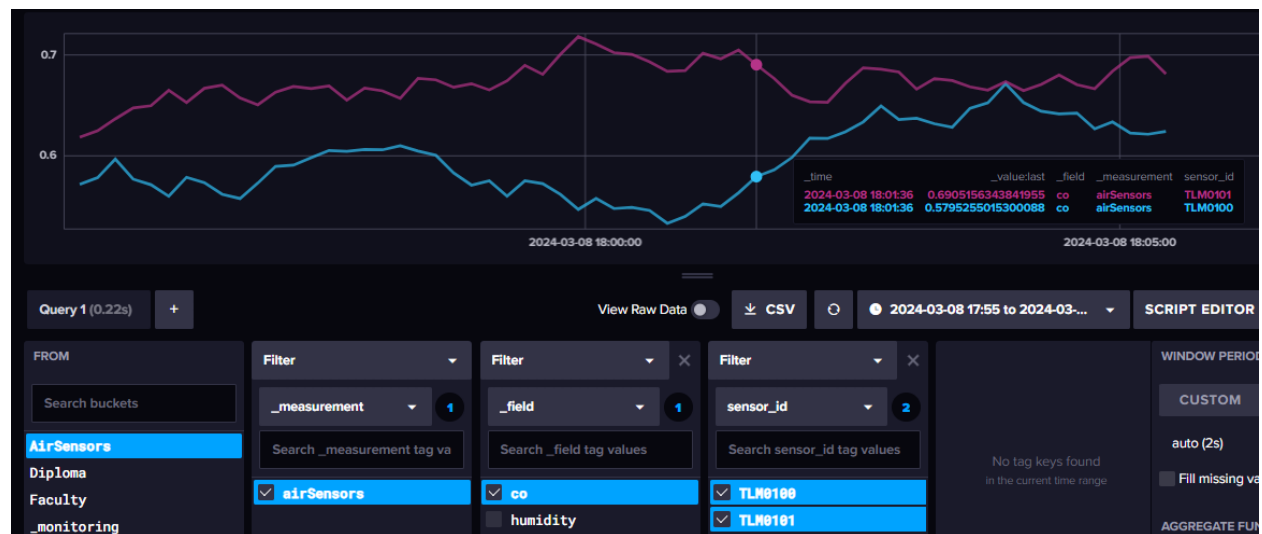 0.7
0.6
_time _value:last _field _measurement sensor_id
2024-03-08 18:01:36 0.6905156343841955 co airSensors TLM0101
2024-03-08 18:01:36 0.5795255015300088 co airSensors TLM0100
2024-03-08 18:00:00 2024-03-08 18:05:00
Query 1 (0.22s) + View Raw Data CSV 2024-03-08 17:55 to 2024-03-... SCRIPT EDITOR
FROM Filter Filter Filter WINDOW PERIOD
Search buckets _measurement 1 _field 1 sensor_id 2 CUSTOM
AirSensors Search _measurement tag va Search _field tag values Search sensor_id tag values auto (2s)
Diploma No tag keys found
in the current time range
Faculty airSensors co TLM0100 Fill missing va
_monitoring humidity TLM0101 AGGREGATE FUN